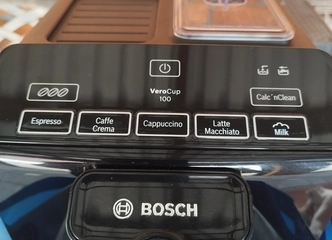 VeroCup
100
Calc'nClean
Espresso
Caffe
Crema
Cappuccino
Latte
Macchiato
Milk
BOSCH